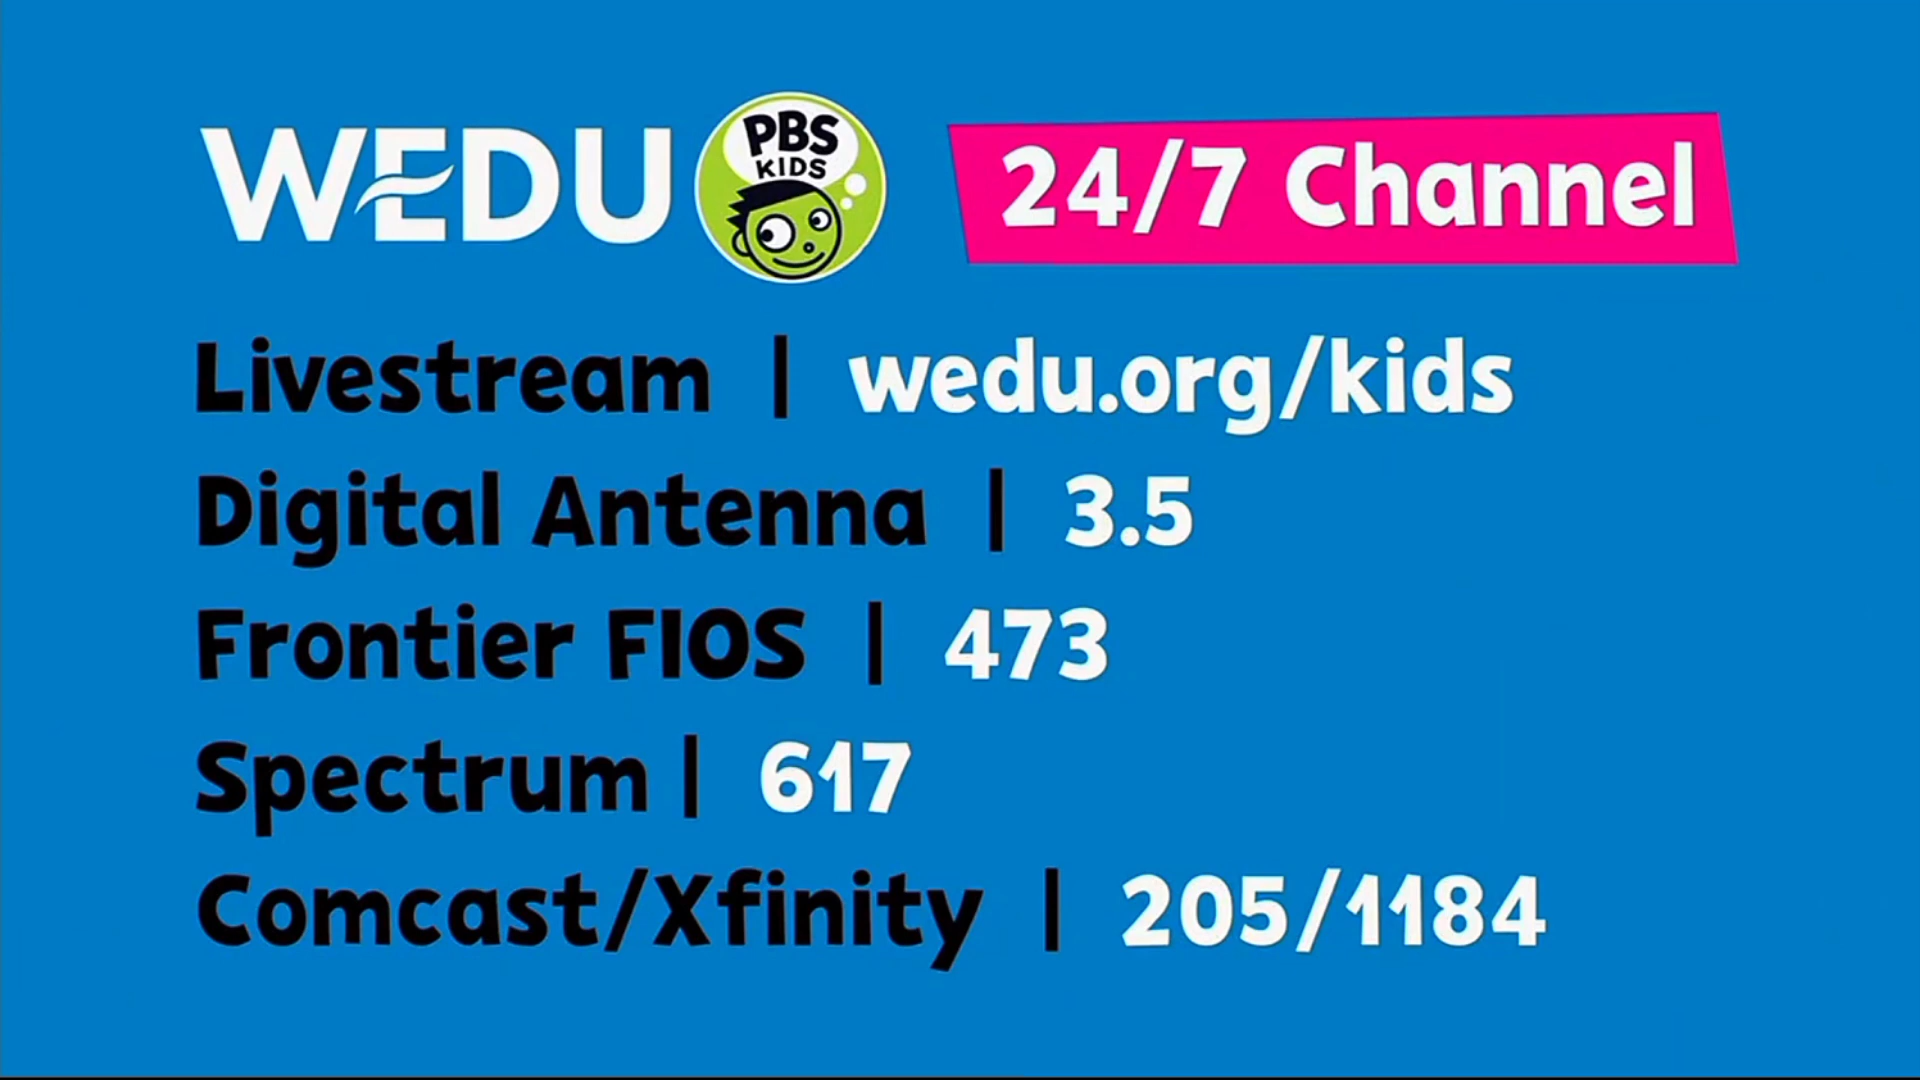 WEDU PBS KIDS 24/7 Channel
Livestream | wedu.org/kids
Digital Antenna | 3.5
Frontier FIOS | 473
Spectrum | 617
Comcast/Xfinity | 205/1184